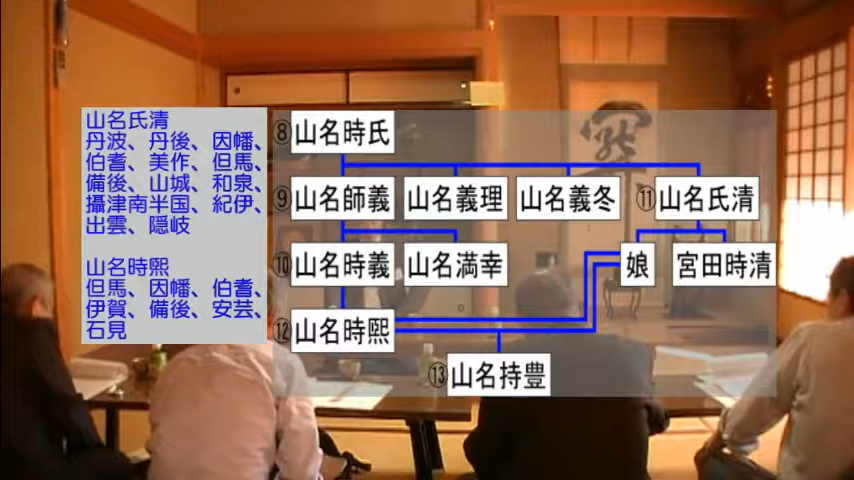 山名氏清
丹波、丹後、因幡、
伯耆、美作、但馬、
備後、山城、和泉、
攝津南半国、紀伊、
出雲、隠岐
山名時熙
但馬、因幡、伯耆、
伊賀、備後、安芸、
石見
⑧山名時氏
⑨山名師義 山名義理 山名義冬 ⑪山名氏清
⑩山名時義 山名満幸 娘 宮田時清
⑫山名時熙
⑬山名持豊